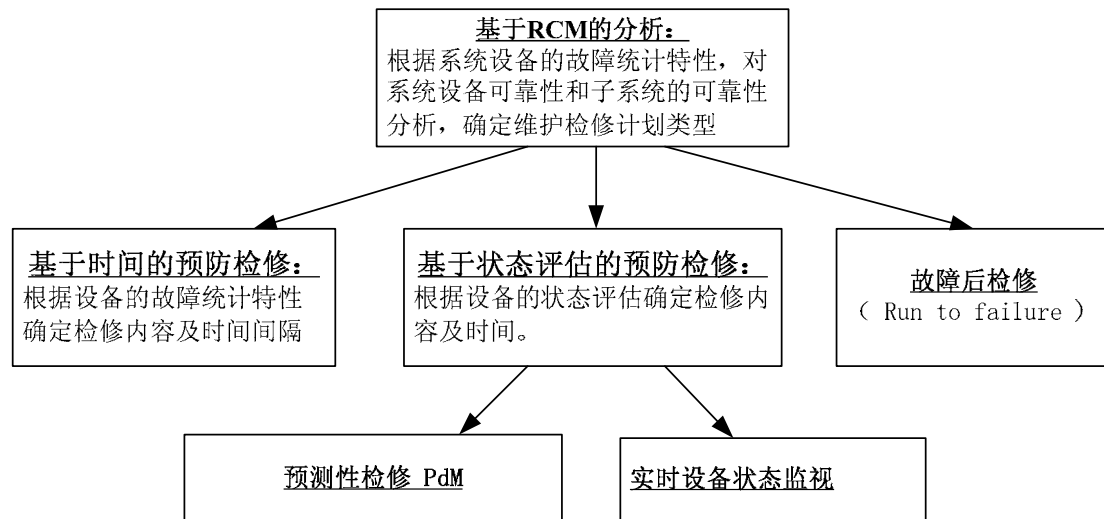 基于RCM的分析：
根据系统设备的故障统计特性，对
系统设备可靠性和子系统的可靠性
分析，确定维护检修计划类型
基于时间的预防检修：
根据设备的故障统计特性
确定检修内容及时间间隔
基于状态评估的预防检修：
根据设备的状态评估确定检修内
容及时间。
故障后检修
（ Run to failure ）
预测性检修 PdM
实时设备状态监视